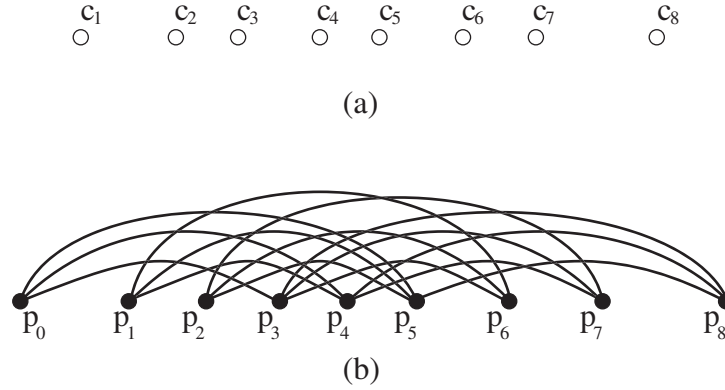 c₁ c₂ c₃ c₄ c₅ c₆ c₇ c₈
(a)
p₀ p₁ p₂ p₃ p₄ p₅ p₆ p₇ p₈
(b)